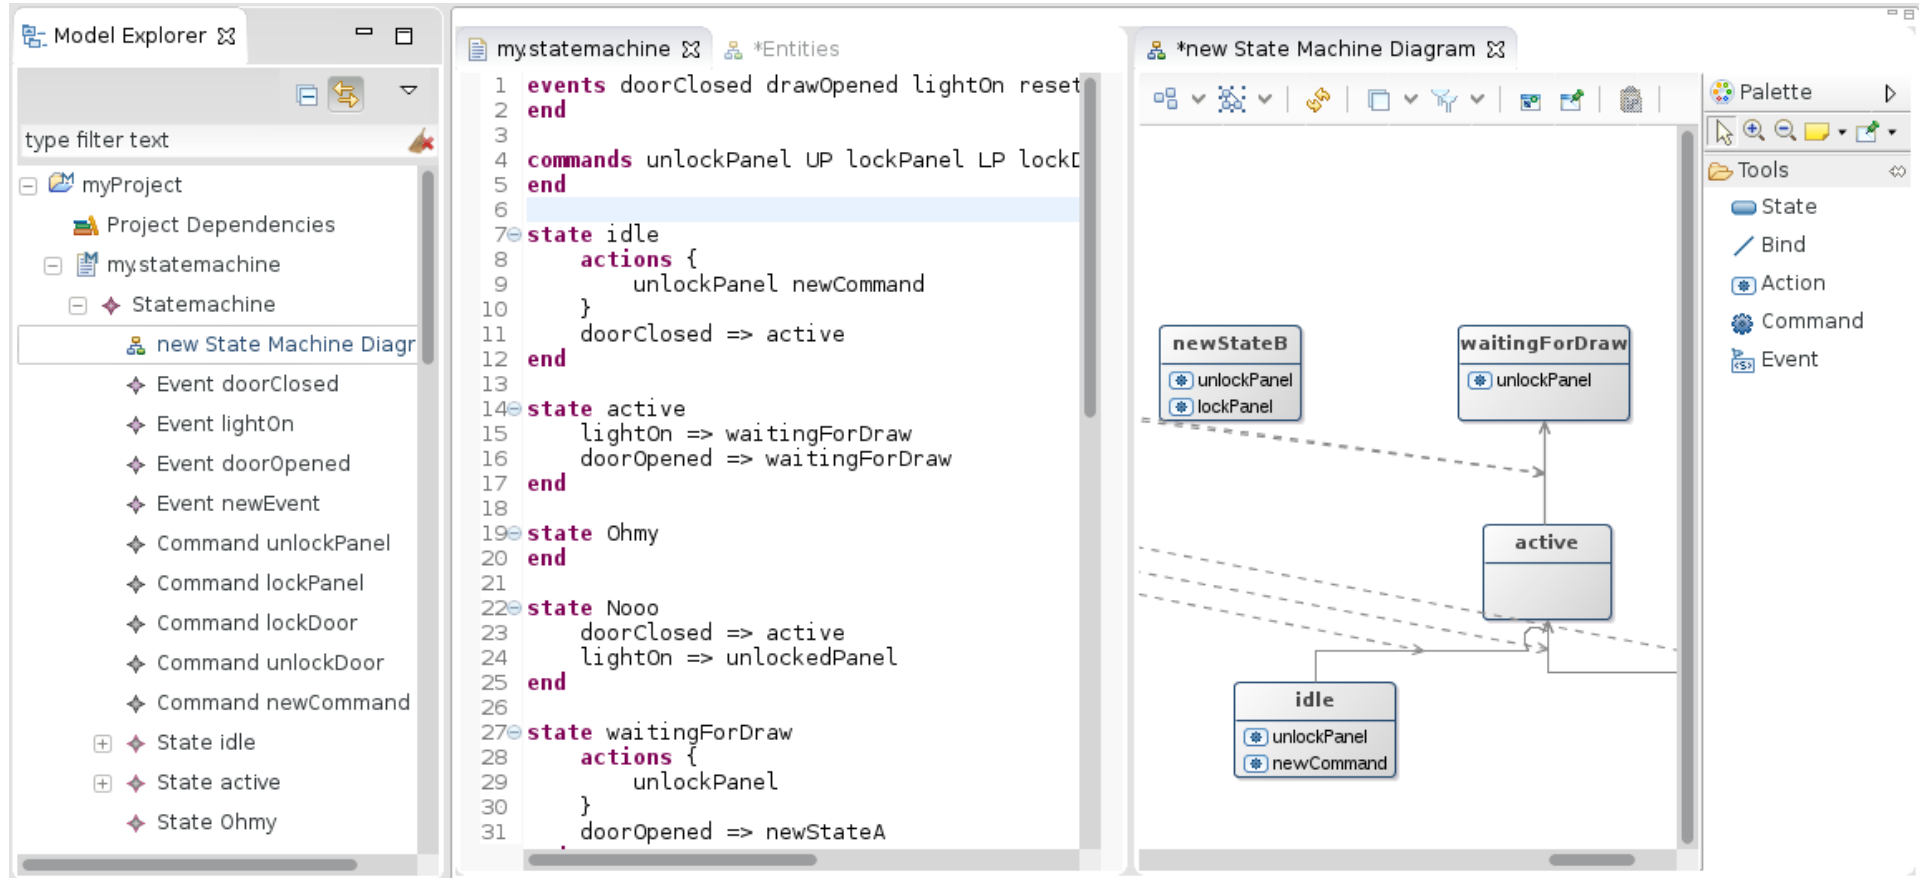 Model Explorer
type filter text
myProject
Project Dependencies
my.statemachine
Statemachine
new State Machine Diagr
Event doorClosed
Event lightOn
Event doorOpened
Event newEvent
Command unlockPanel
Command lockPanel
Command lockDoor
Command unlockDoor
Command newCommand
State idle
State active
State Ohmy
my.statemachine
*Entities
1 events doorClosed drawOpened lightOn reset
2 end
3
4 commands unlockPanel UP lockPanel LP lockD
5 end
6
7 state idle
8 actions {
9 unlockPanel newCommand
10 }
11 doorClosed => active
12 end
13
14 state active
15 lightOn => waitingForDraw
16 doorOpened => waitingForDraw
17 end
18
19 state Ohmy
20 end
21
22 state Nooo
23 doorClosed => active
24 lightOn => unlockedPanel
25 end
26
27 state waitingForDraw
28 actions {
29 unlockPanel
30 }
31 doorOpened => newStateA
*new State Machine Diagram
newStateB
unlockPanel
lockPanel
waitingForDraw
unlockPanel
active
idle
unlockPanel
newCommand
Palette
Tools
State
Bind
Action
Command
Event